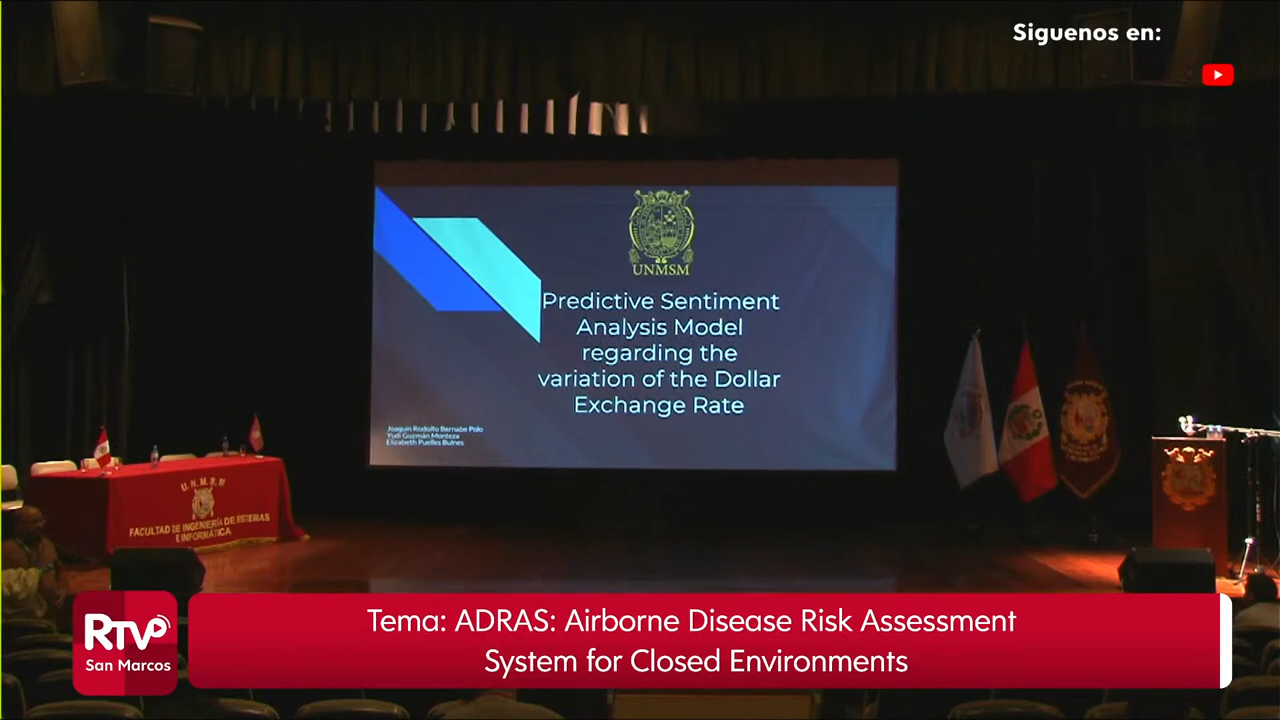 Siguenos en:
UNMSM
Predictive Sentiment
Analysis Model
regarding the
variation of the Dollar
Exchange Rate
Joaquin Rodolfo Bernabe Polo
Yudi Guzmán Monteza
Elizabeth Puelles Bulnes
U.N.M.S.M
FACULTAD DE INGENIERÍA DE SISTEMAS
E INFORMÁTICA
RTV
San Marcos
Tema: ADRAS: Airborne Disease Risk Assessment
System for Closed Environments